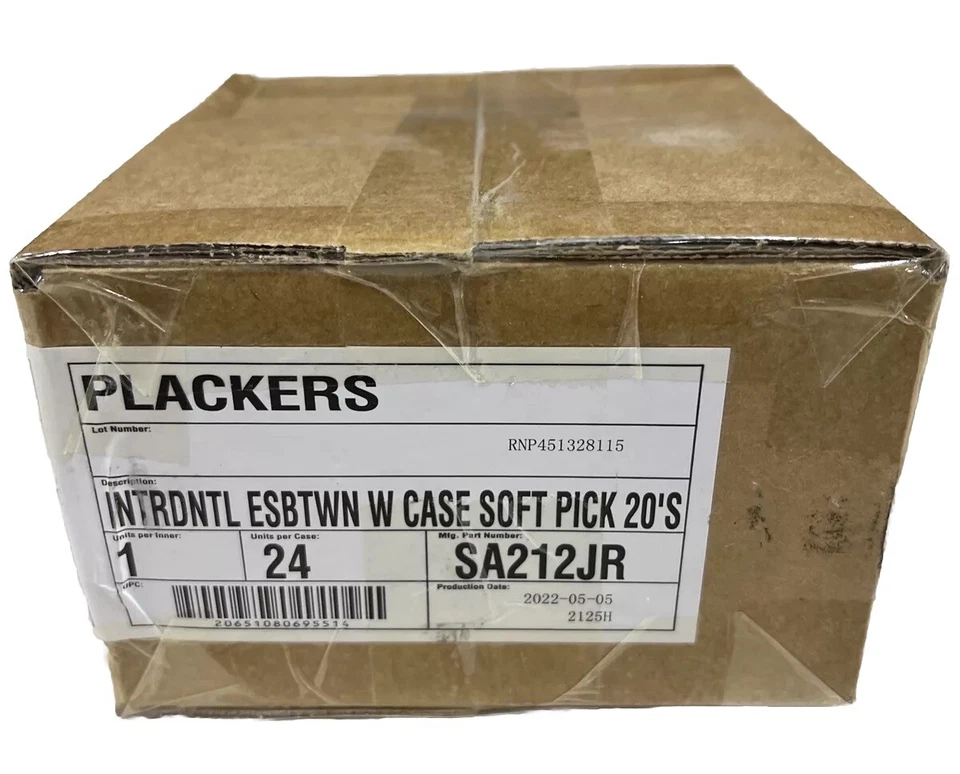 PLACKERS
Lot Number:
RNP451328115
Description:
INTRDNTL ESBTWN W CASE SOFT PICK 20'S
Units per Inner: Units per Case: Mfg. Part Number:
1 24 SA212JR
UPC: Production Date:
2022-05-05
20651080695514 2125H